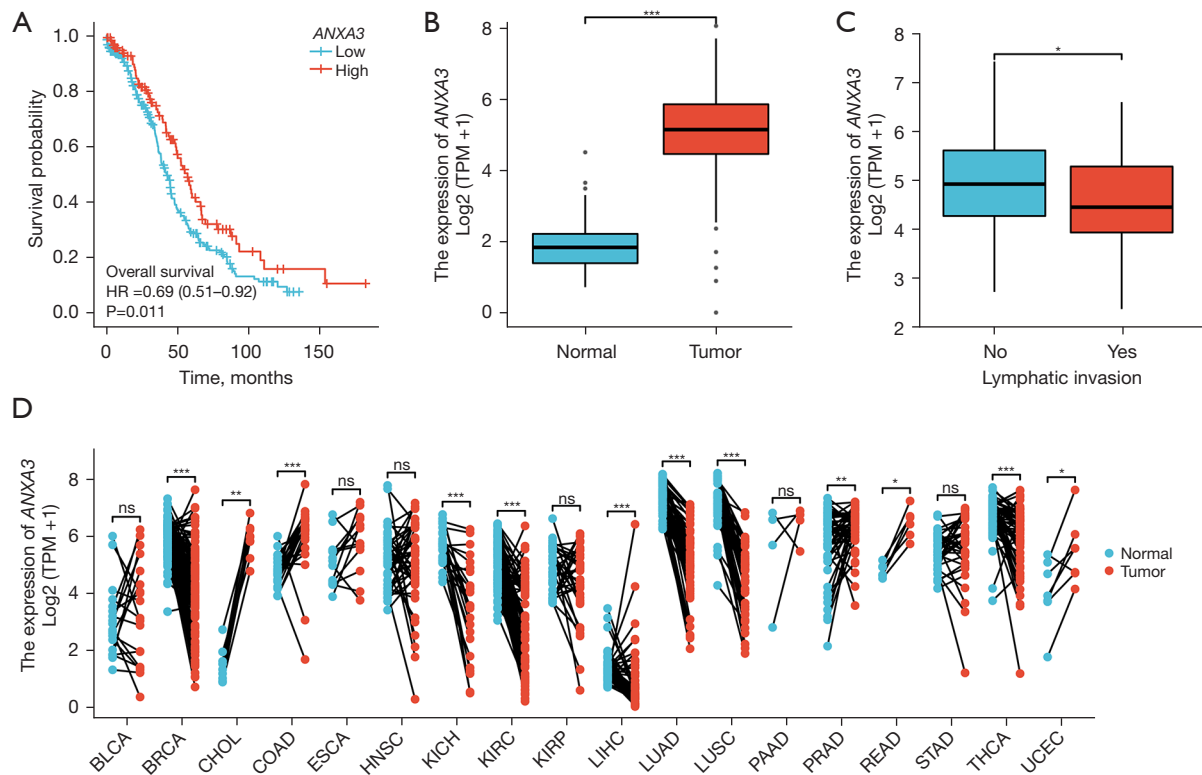 A
ANXA3
Low
High
Survival probability
1.0
0.8
0.6
0.4
0.2
0.0
Overall survival
HR =0.69 (0.51–0.92)
P=0.011
0 50 100 150
Time, months
B
***
The expression of ANXA3
Log2 (TPM +1)
8
6
4
2
0
Normal Tumor
C
*
The expression of ANXA3
Log2 (TPM +1)
8
7
6
5
4
3
2
No Yes
Lymphatic invasion
D
The expression of ANXA3
Log2 (TPM +1)
8
6
4
2
0
ns *** ** *** ns ns *** *** ns *** *** *** ns ** * ns *** *
Normal
Tumor
BLCA BRCA CHOL COAD ESCA HNSC KICH KIRC KIRP LIHC LUAD LUSC PAAD PRAD READ STAD THCA UCEC